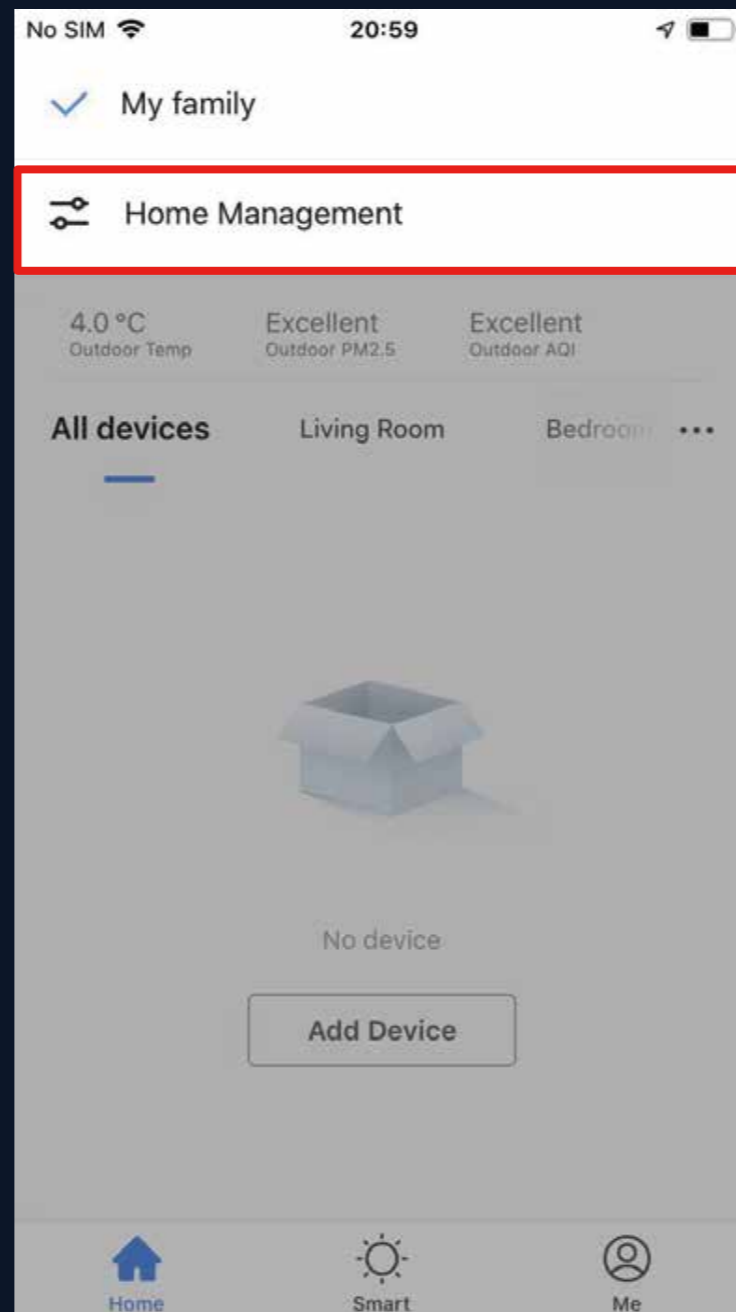 No SIM 20:59
My family
Home Management
4.0 °C Excellent Excellent
Outdoor Temp Outdoor PM2.5 Outdoor AQI
All devices Living Room Bedroom
No device
Add Device
Home Smart Me